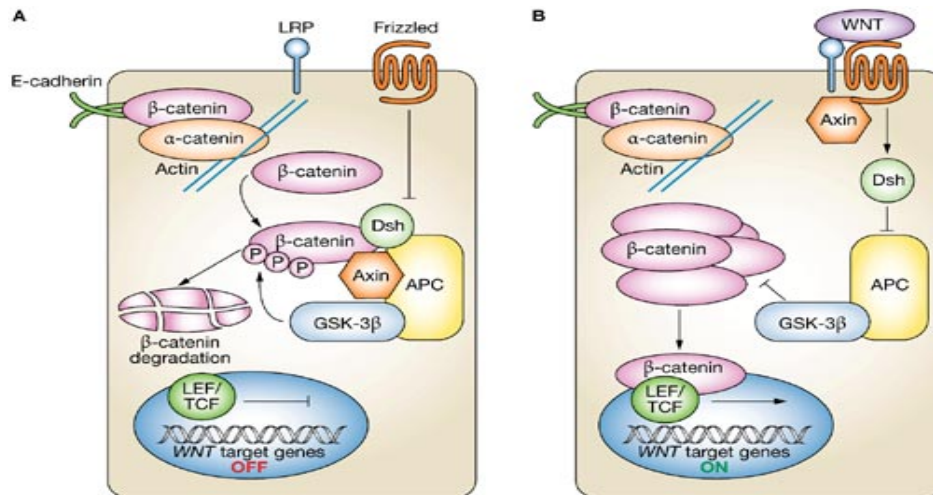 A
LRP
Frizzled
E-cadherin
β-catenin
α-catenin
Actin
β-catenin
β-catenin
Dsh
P
P
P
Axin
APC
GSK-3β
β-catenin
degradation
LEF/
TCF
WNT target genes
OFF
B
WNT
β-catenin
α-catenin
Actin
Axin
Dsh
β-catenin
APC
GSK-3β
β-catenin
LEF/
TCF
WNT target genes
ON